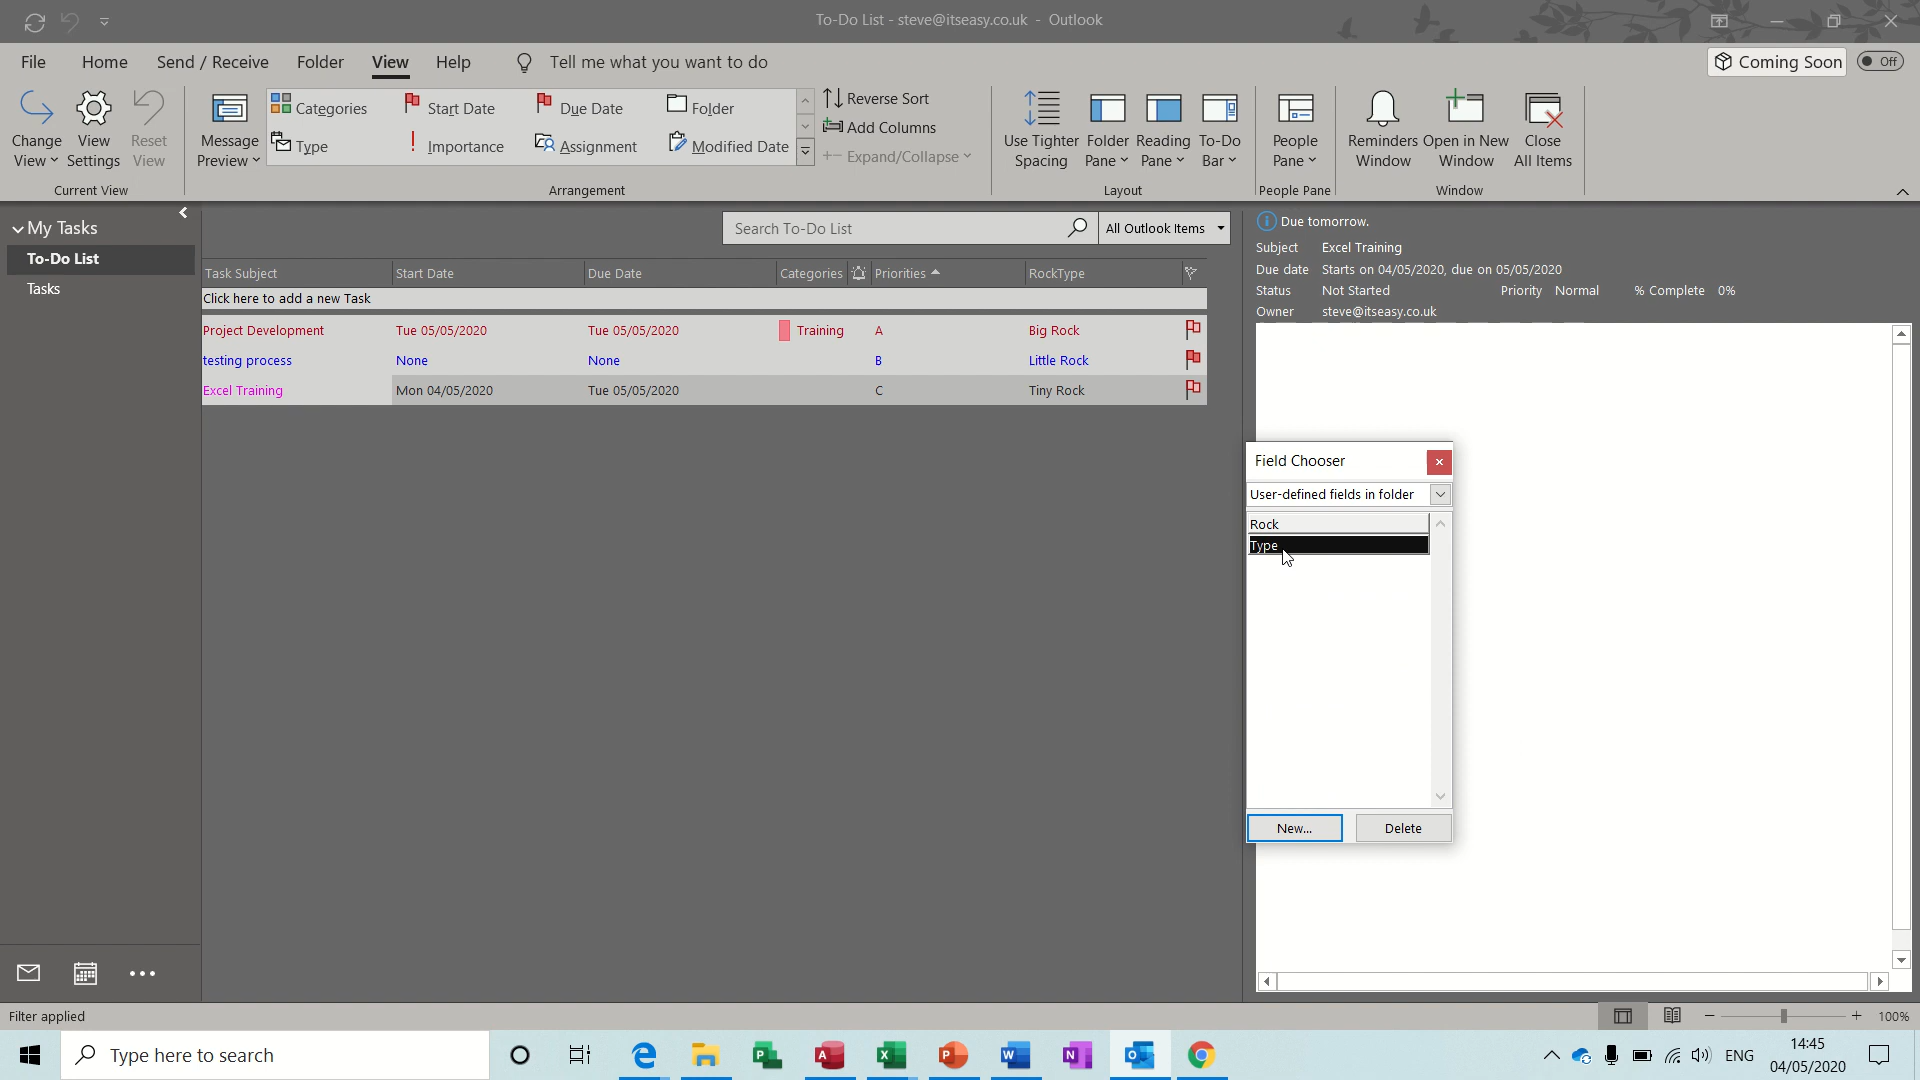 To-Do List - steve@itseasy.co.uk - Outlook
File Home Send / Receive Folder View Help Tell me what you want to do Coming Soon Off
Change View
View Settings
Reset View
Current View
Message Preview
Categories Start Date Due Date Folder
Type Importance Assignment Modified Date
Reverse Sort
Add Columns
Expand/Collapse
Arrangement
Use Tighter Spacing
Folder Pane
Reading Pane
To-Do Bar
Layout
People Pane
People Pane
Reminders Window
Open in New Window
Close All Items
Window
My Tasks
To-Do List
Tasks
Search To-Do List All Outlook Items
Task Subject Start Date Due Date Categories Priorities RockType
Click here to add a new Task
Project Development Tue 05/05/2020 Tue 05/05/2020 Training A Big Rock
testing process None None B Little Rock
Excel Training Mon 04/05/2020 Tue 05/05/2020 C Tiny Rock
Due tomorrow.
Subject Excel Training
Due date Starts on 04/05/2020, due on 05/05/2020
Status Not Started Priority Normal % Complete 0%
Owner steve@itseasy.co.uk
Field Chooser
User-defined fields in folder
Rock
Type
New... Delete
Filter applied
100%
Type here to search
P A X P W N O
ENG
14:45
04/05/2020